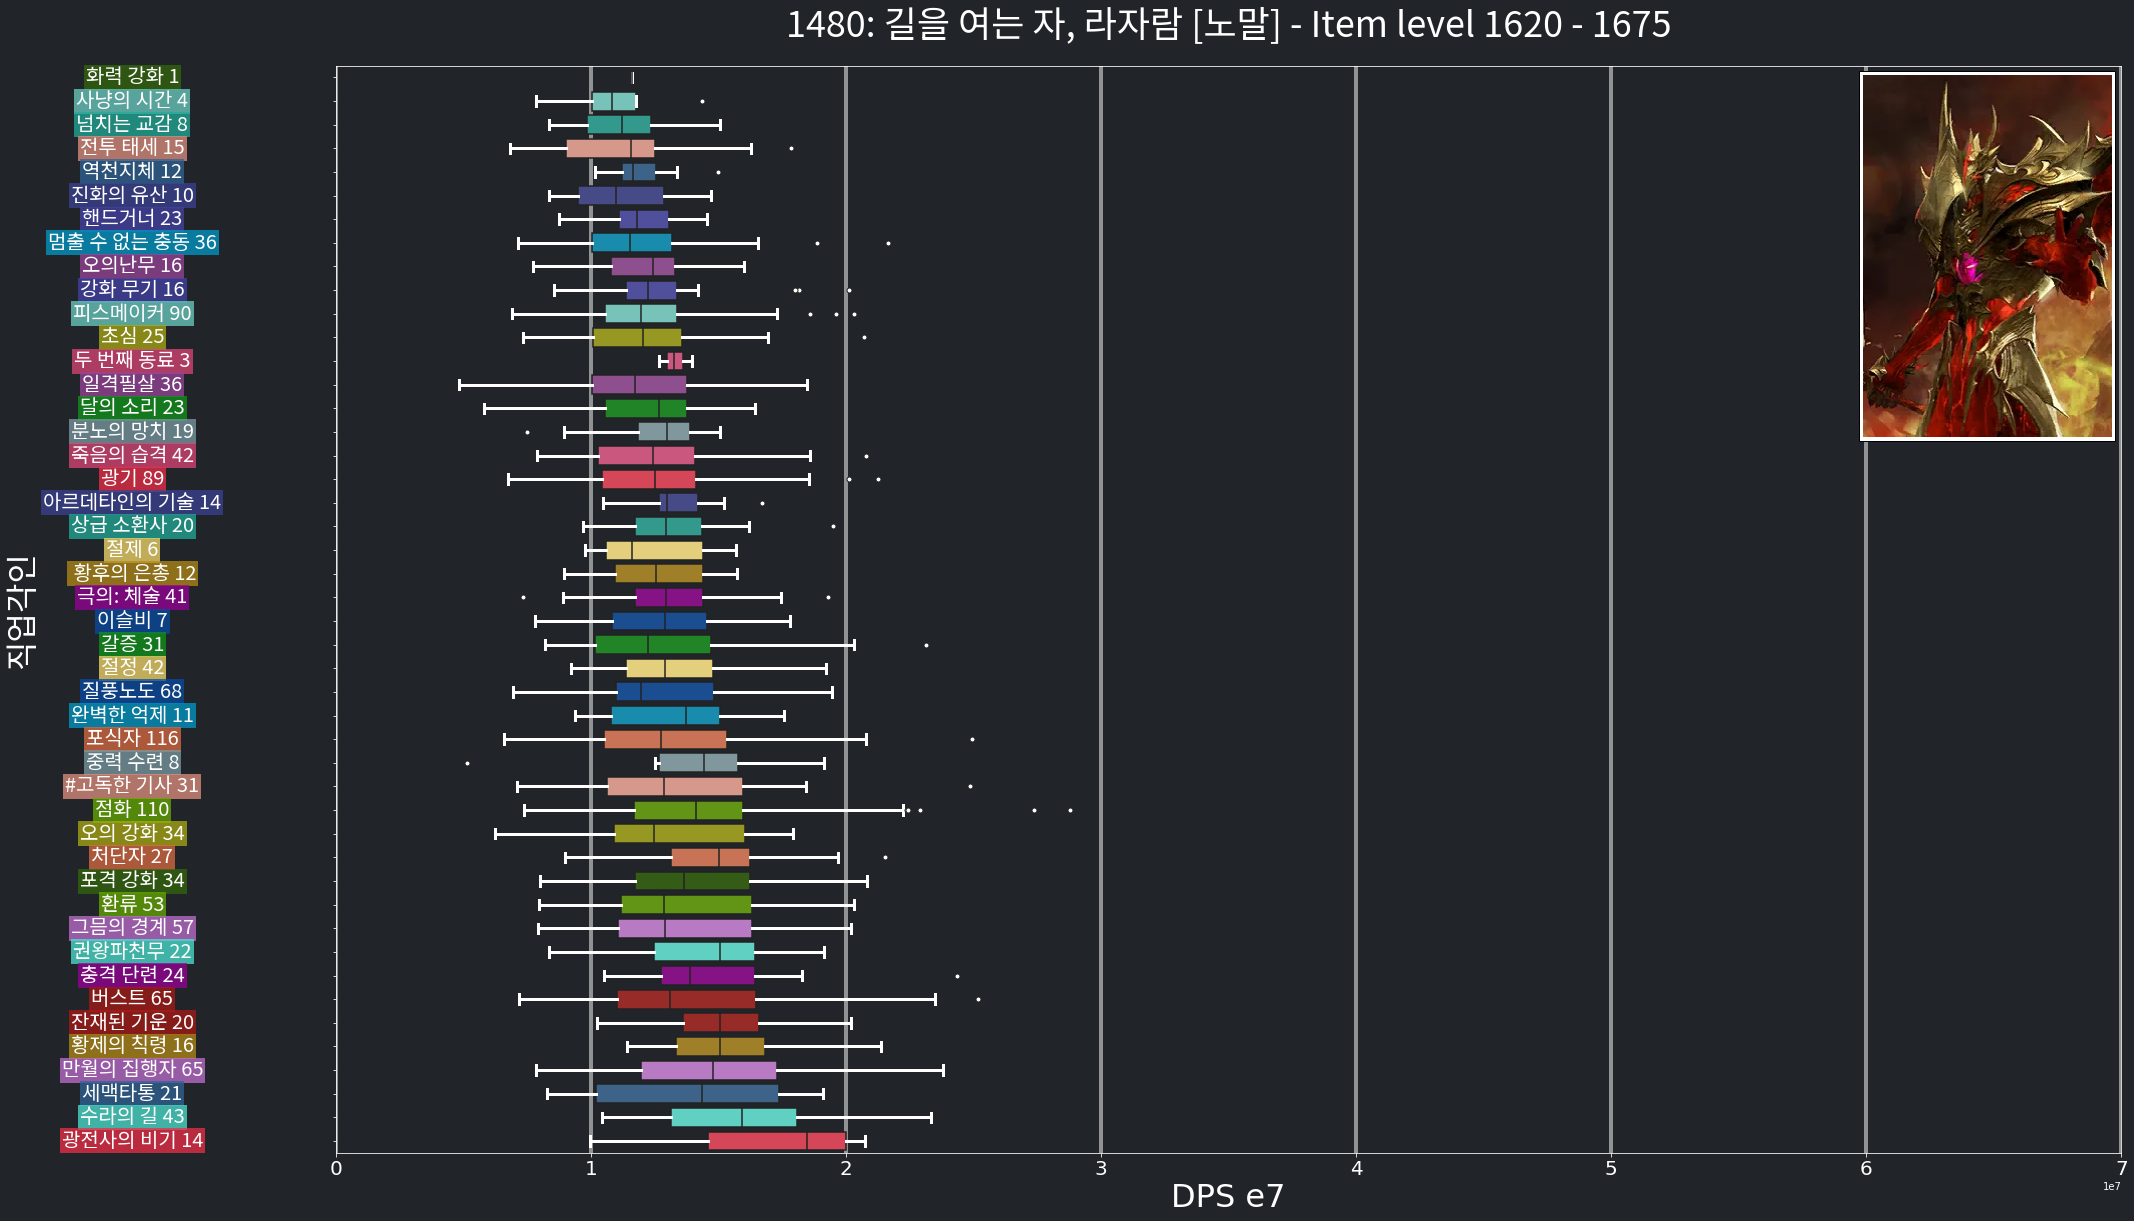 1480: 길을 여는 자, 라자람 [노말] - Item level 1620 - 1675
화력 강화 1
사냥의 시간 4
넘치는 교감 8
전투 태세 15
역천지체 12
진화의 유산 10
핸드거너 23
멈출 수 없는 충동 36
오의난무 16
강화 무기 16
피스메이커 90
초심 25
두 번째 동료 3
일격필살 36
달의 소리 23
분노의 망치 19
죽음의 습격 42
광기 89
아르데타인의 기술 14
상급 소환사 20
절제 6
황후의 은총 12
극의: 체술 41
이슬비 7
갈증 31
절정 42
질풍노도 68
완벽한 억제 11
포식자 116
중력 수련 8
#고독한 기사 31
점화 110
오의 강화 34
처단자 27
포격 강화 34
환류 53
그믐의 경계 57
권왕파천무 22
충격 단련 24
버스트 65
잔재된 기운 20
황제의 칙령 16
만월의 집행자 65
세맥타통 21
수라의 길 43
광전사의 비기 14
직업각인
0 1 2 3 4 5 6 7
1e7
DPS e7